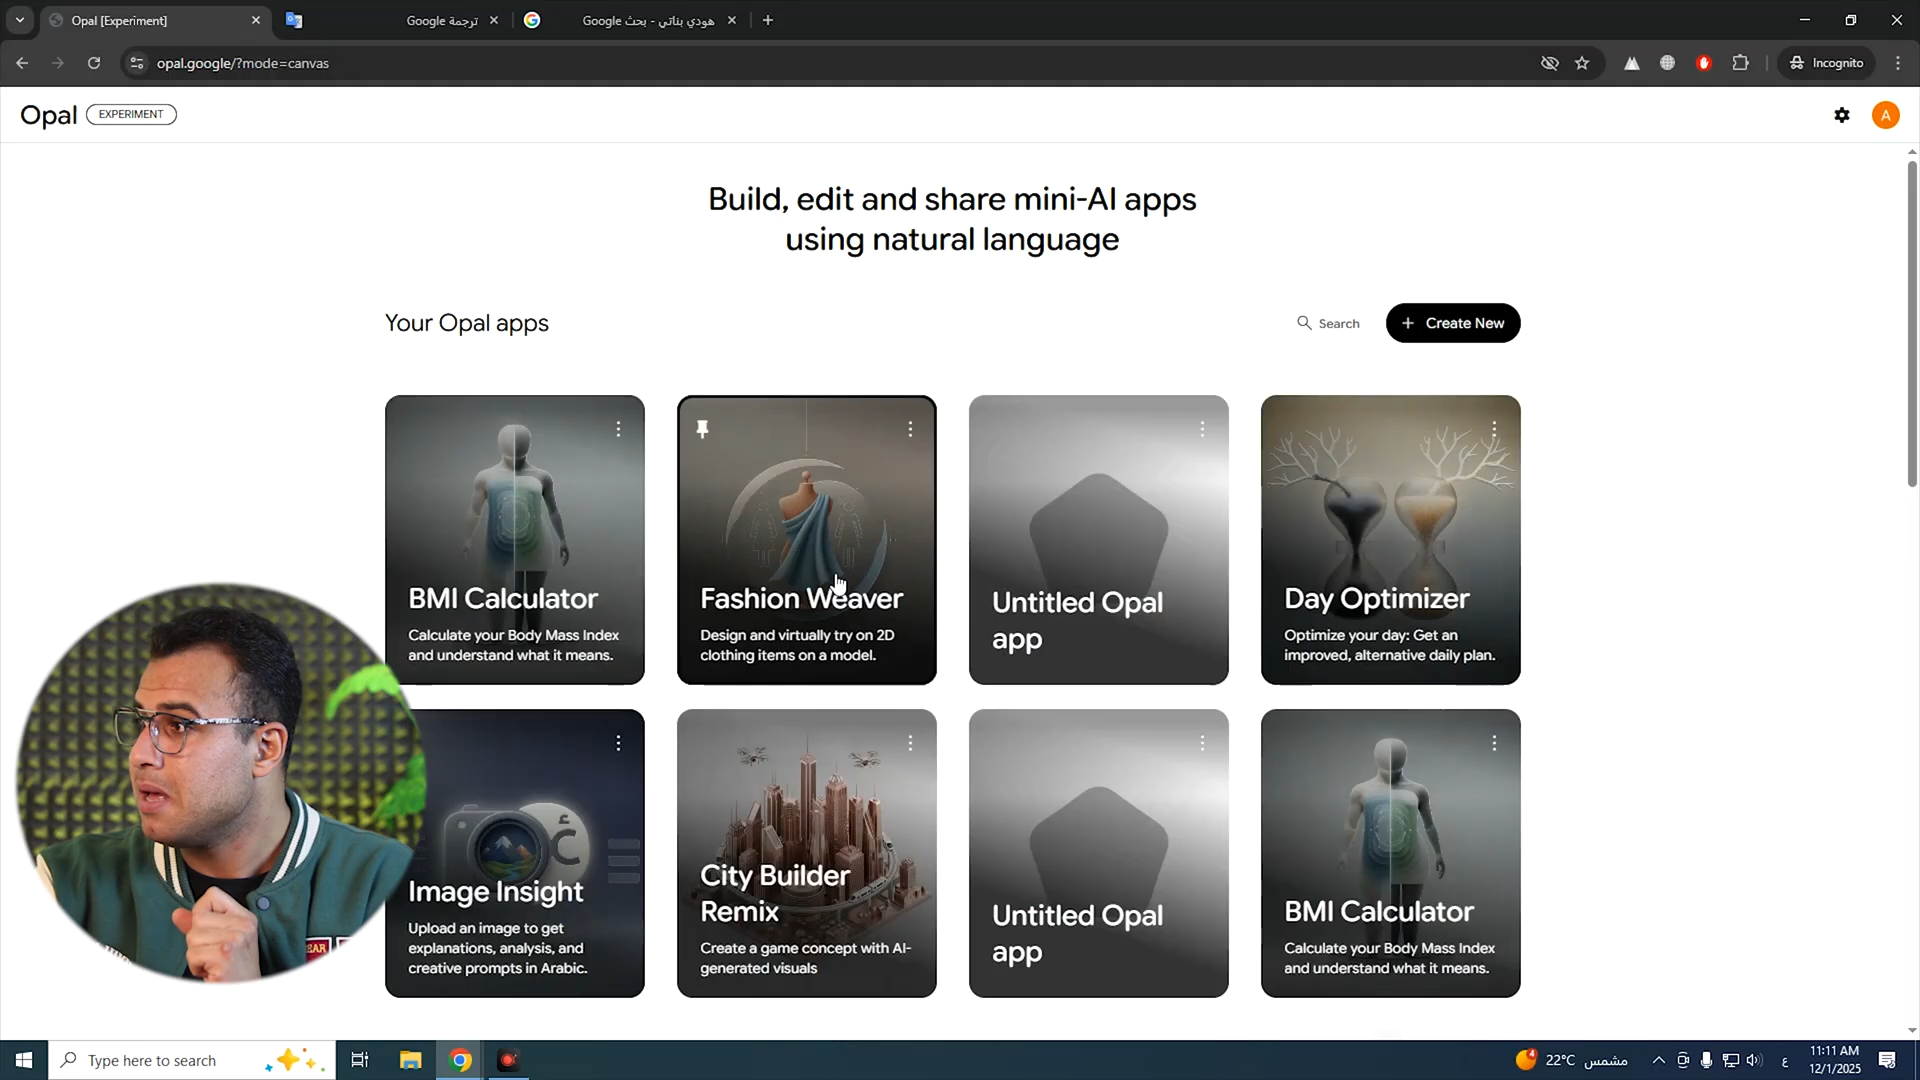 Opal [Experiment]
ترجمة Google
هودي بناتي - بحث Google
opal.google/?mode=canvas
Incognito
Opal
EXPERIMENT
A
Build, edit and share mini-AI apps
using natural language
Your Opal apps
Search
Create New
BMI Calculator
Calculate your Body Mass Index
and understand what it means.
Fashion Weaver
Design and virtually try on 2D
clothing items on a model.
Untitled Opal
app
Day Optimizer
Optimize your day: Get an
improved, alternative daily plan.
Image Insight
Upload an image to get
explanations, analysis, and
creative prompts in Arabic.
City Builder
Remix
Create a game concept with AI-
generated visuals
Untitled Opal
app
BMI Calculator
Calculate your Body Mass Index
and understand what it means.
Type here to search
4
22°C
مشمس
ع
11:11 AM
12/1/2025